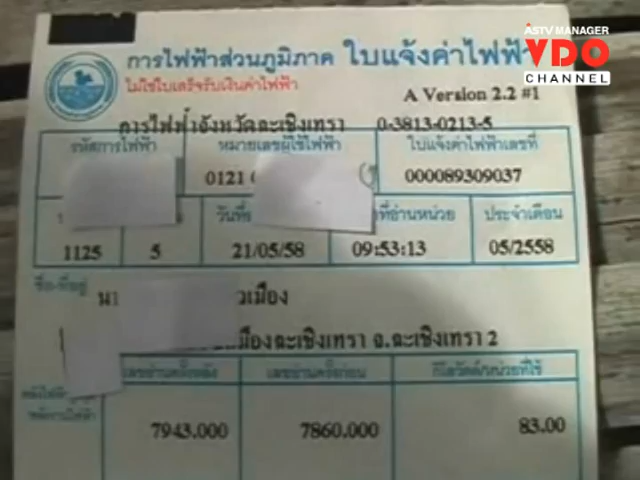 ASTV MANAGER
VDO
CHANNEL
การไฟฟ้าส่วนภูมิภาค ใบแจ้งค่าไฟฟ้า
ไม่ใช่ใบเสร็จรับเงินค่าไฟฟ้า
A Version 2.2 #1
การไฟฟ้าจังหวัดฉะเชิงเทรา 0-3813-0213-5
รหัสการไฟฟ้า หมายเลขผู้ใช้ไฟฟ้า ใบแจ้งค่าไฟฟ้าเลขที่
0121 000089309037
วันที่ ที่อ่านหน่วย ประจำเดือน
1125 5 21/05/58 09:53:13 05/2558
ชื่อ-ที่อยู่
เมือง
เมืองฉะเชิงเทรา จ.ฉะเชิงเทรา 2
เลขอ่านครั้งหลัง เลขอ่านครั้งก่อน กิโลวัตต์/หน่วยที่ใช้
7943.000 7860.000 83.00